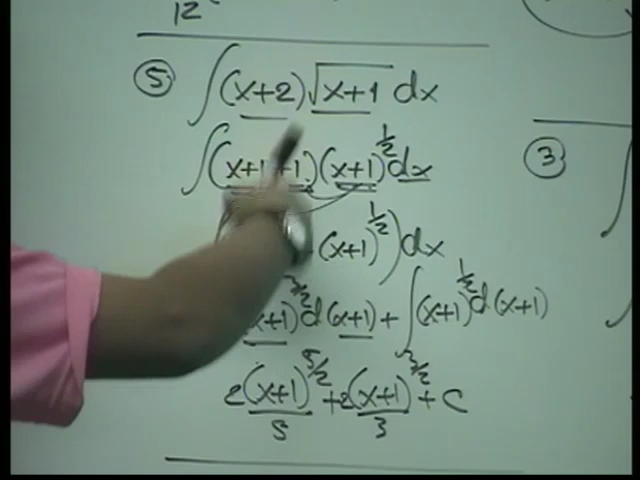 12
⑤ ∫(x+2)√(x+1) dx
∫(x+1+1)(x+1)^{1/2} dx
(x+1)^{1/2}) dx
x+1)^{3/2} d(x+1) + ∫(x+1)^{1/2} d(x+1)
2(x+1)^{5/2}/5 + 2(x+1)^{3/2}/3 + C
③ ∫